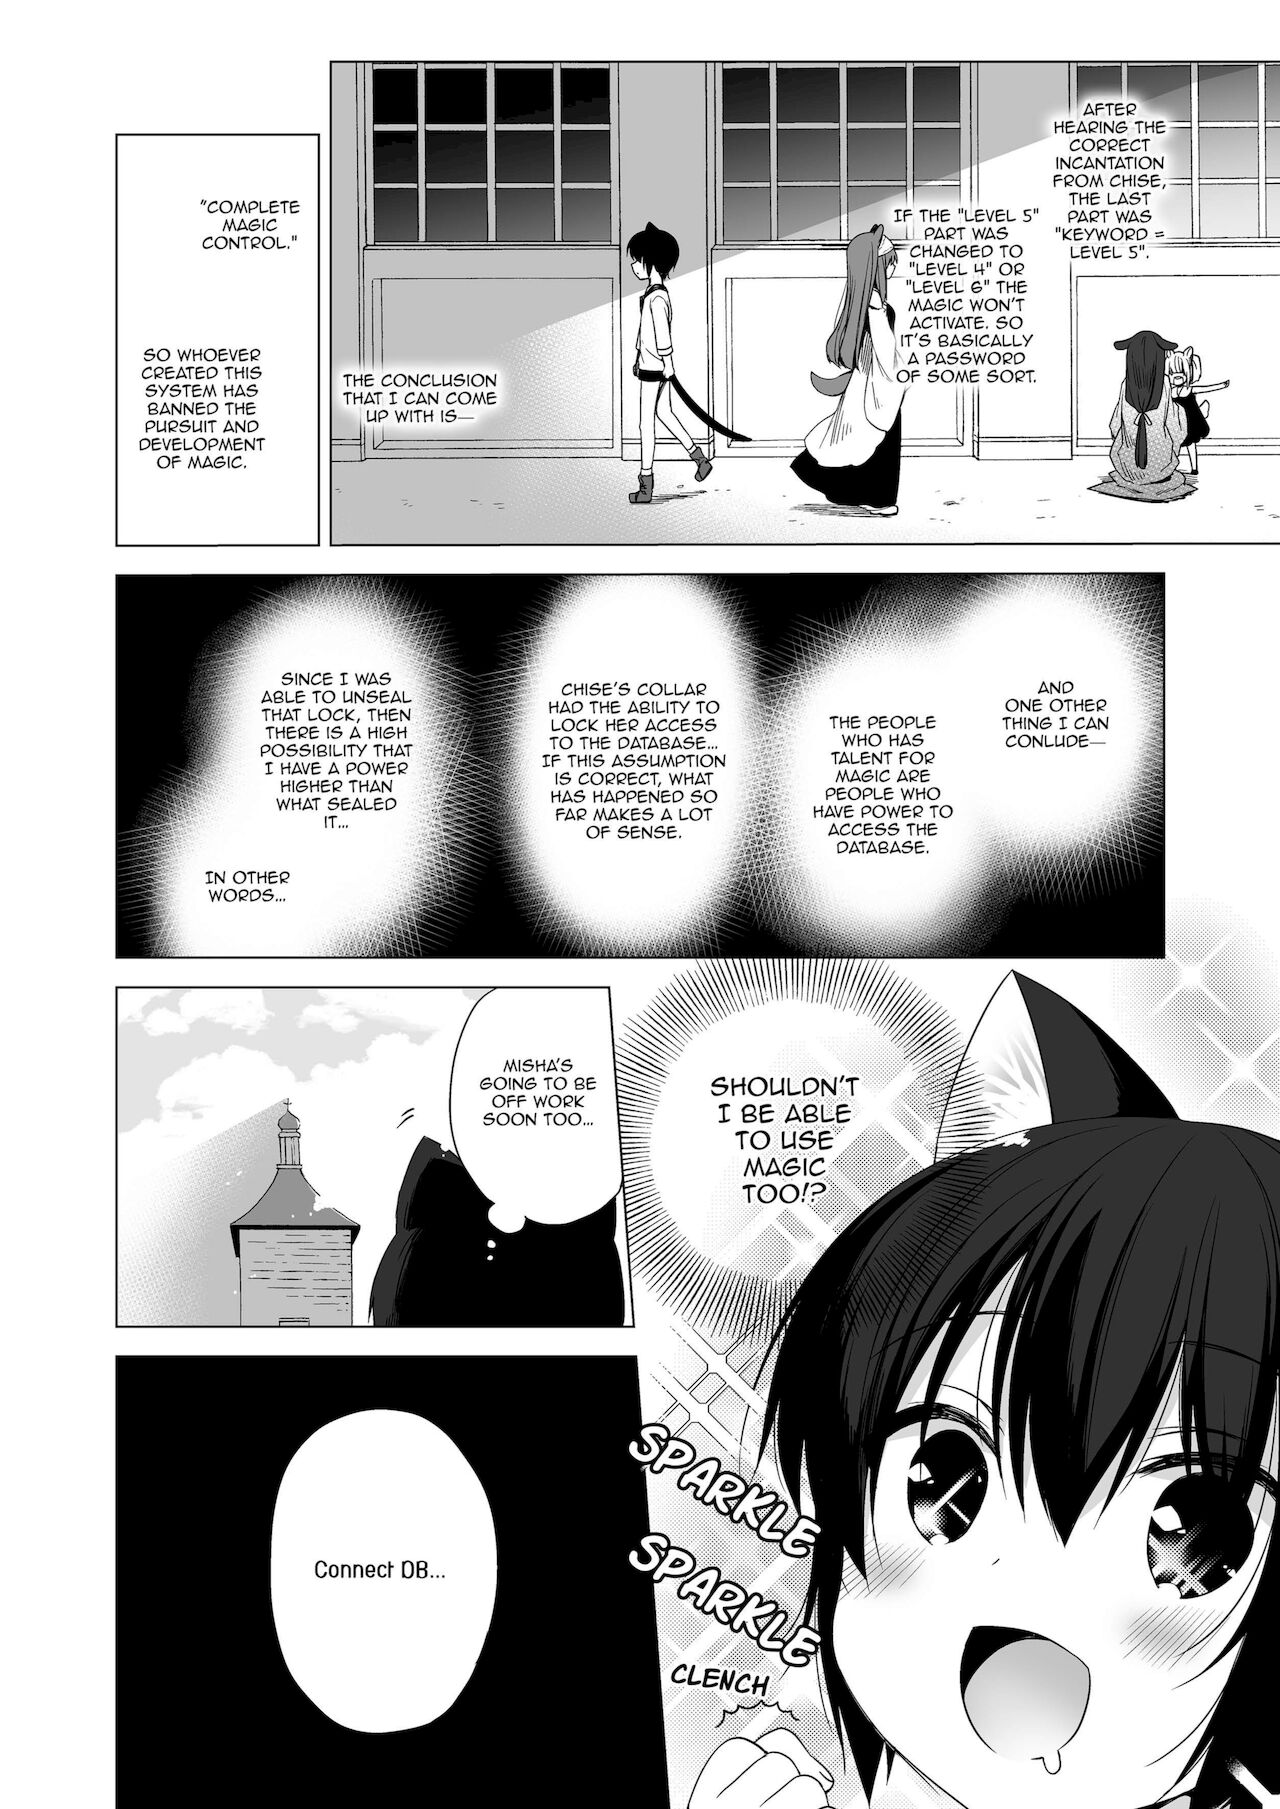 AFTER
HEARING THE
CORRECT
INCANTATION
FROM CHISE,
THE LAST
PART WAS
"KEYWORD =
LEVEL 5".
IF THE "LEVEL 5"
PART WAS
CHANGED TO
"LEVEL 4" OR
"LEVEL 6" THE
MAGIC WON'T
ACTIVATE. SO
IT'S BASICALLY
A PASSWORD
OF SOME SORT.
THE CONCLUSION
THAT I CAN COME
UP WITH IS—
"COMPLETE
MAGIC
CONTROL."
SO WHOEVER
CREATED THIS
SYSTEM HAS
BANNED THE
PURSUIT AND
DEVELOPMENT
OF MAGIC.
AND
ONE OTHER
THING I CAN
CONLUDE—
THE PEOPLE
WHO HAS
TALENT FOR
MAGIC ARE
PEOPLE WHO
HAVE POWER TO
ACCESS THE
DATABASE.
CHISE'S COLLAR
HAD THE ABILITY TO
LOCK HER ACCESS
TO THE DATABASE...
IF THIS ASSUMPTION
IS CORRECT, WHAT
HAS HAPPENED SO
FAR MAKES A LOT
OF SENSE.
SINCE I WAS
ABLE TO UNSEAL
THAT LOCK, THEN
THERE IS A HIGH
POSSIBILITY THAT
I HAVE A POWER
HIGHER THAN
WHAT SEALED
IT...
IN OTHER
WORDS...
SHOULDN'T
I BE ABLE
TO USE
MAGIC
TOO!?
SPARKLE
SPARKLE
CLENCH
MISHA'S
GOING TO BE
OFF WORK
SOON TOO...
Connect DB...